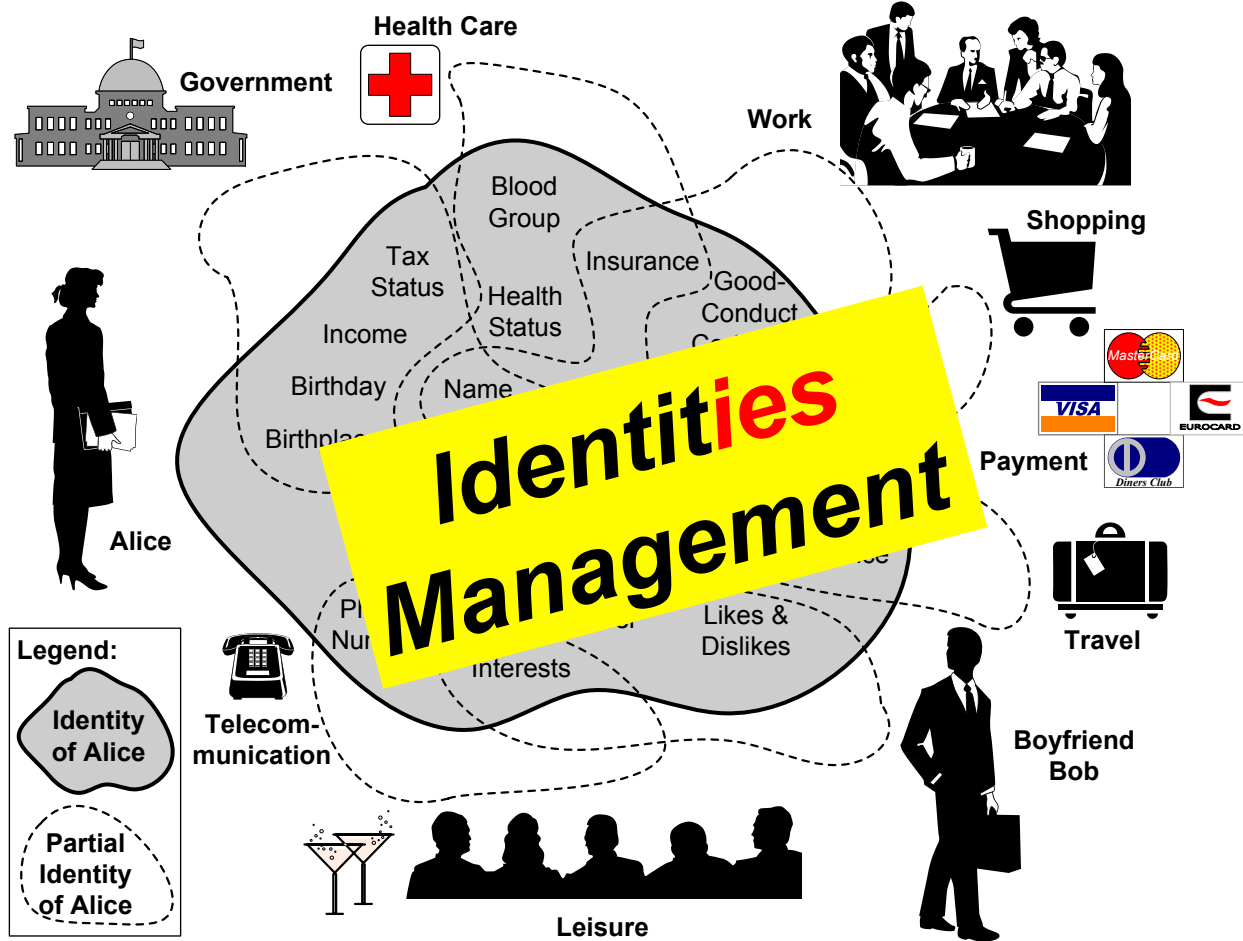 Health Care
Government
Work
Shopping
Blood
Group
Tax
Status
Insurance
Good-
Conduct
Health
Status
Income
Birthday
Name
MasterCard
VISA
EUROCARD
Diners Club
Payment
Identities
Management
Alice
Travel
Likes &
Dislikes
Interests
Legend:
Identity
of Alice
Partial
Identity
of Alice
Telecom-
munication
Boyfriend
Bob
Leisure